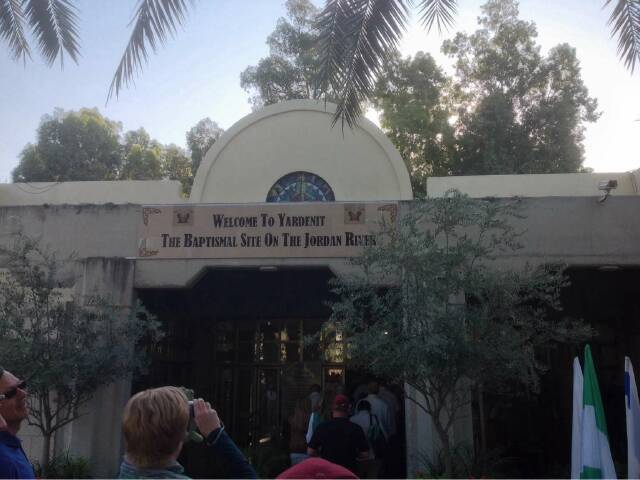 Welcome To Yardenit
The Baptismal Site On The Jordan River